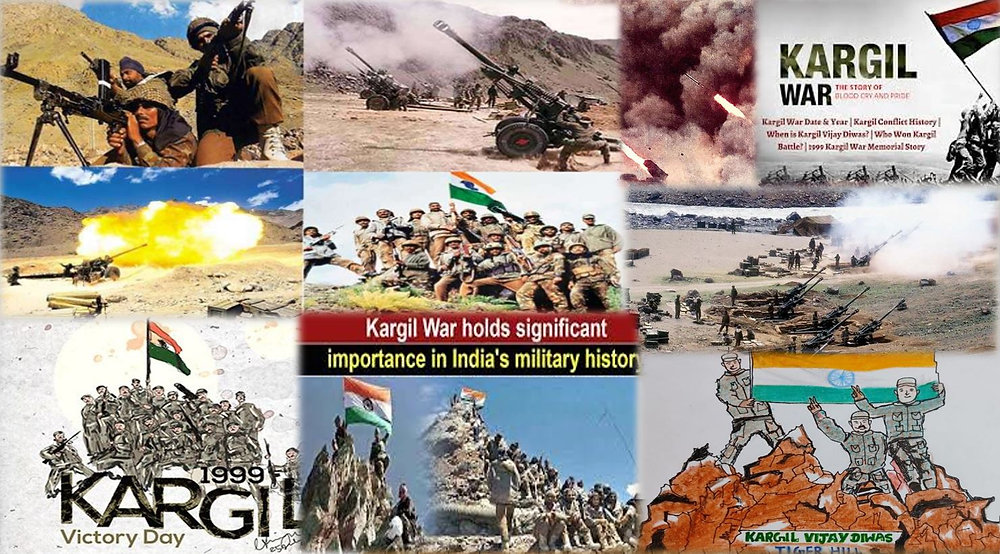 KARGIL
WAR THE STORY OF
BLOOD CRY AND PRIDE
Kargil War Date & Year | Kargil Conflict History |
When is Kargil Vijay Diwas? | Who Won Kargil
Battle? | 1999 Kargil War Memorial Story
Kargil War holds significant
importance in India's military history
1999
KARGIL
Victory Day
KARGIL VIJAY DIWAS
TIGER HILL